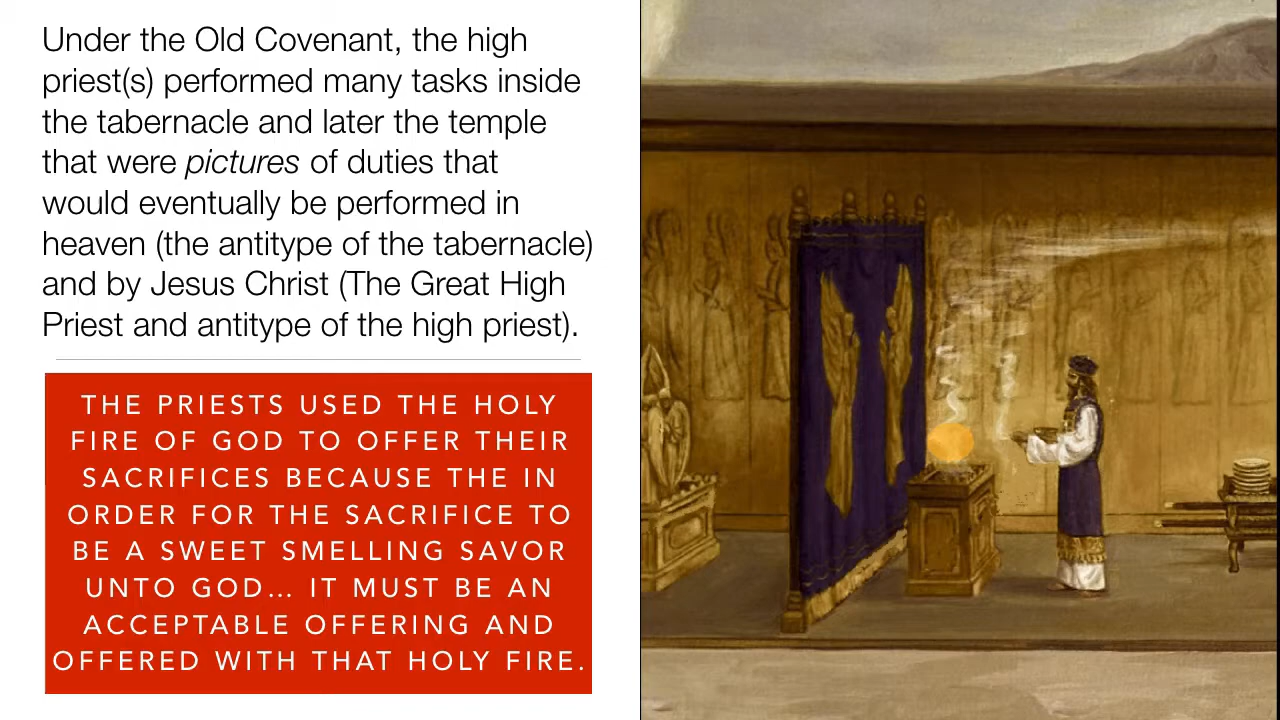 Under the Old Covenant, the high
priest(s) performed many tasks inside
the tabernacle and later the temple
that were pictures of duties that
would eventually be performed in
heaven (the antitype of the tabernacle)
and by Jesus Christ (The Great High
Priest and antitype of the high priest).
THE PRIESTS USED THE HOLY
FIRE OF GOD TO OFFER THEIR
SACRIFICES BECAUSE THE IN
ORDER FOR THE SACRIFICE TO
BE A SWEET SMELLING SAVOR
UNTO GOD... IT MUST BE AN
ACCEPTABLE OFFERING AND
OFFERED WITH THAT HOLY FIRE.